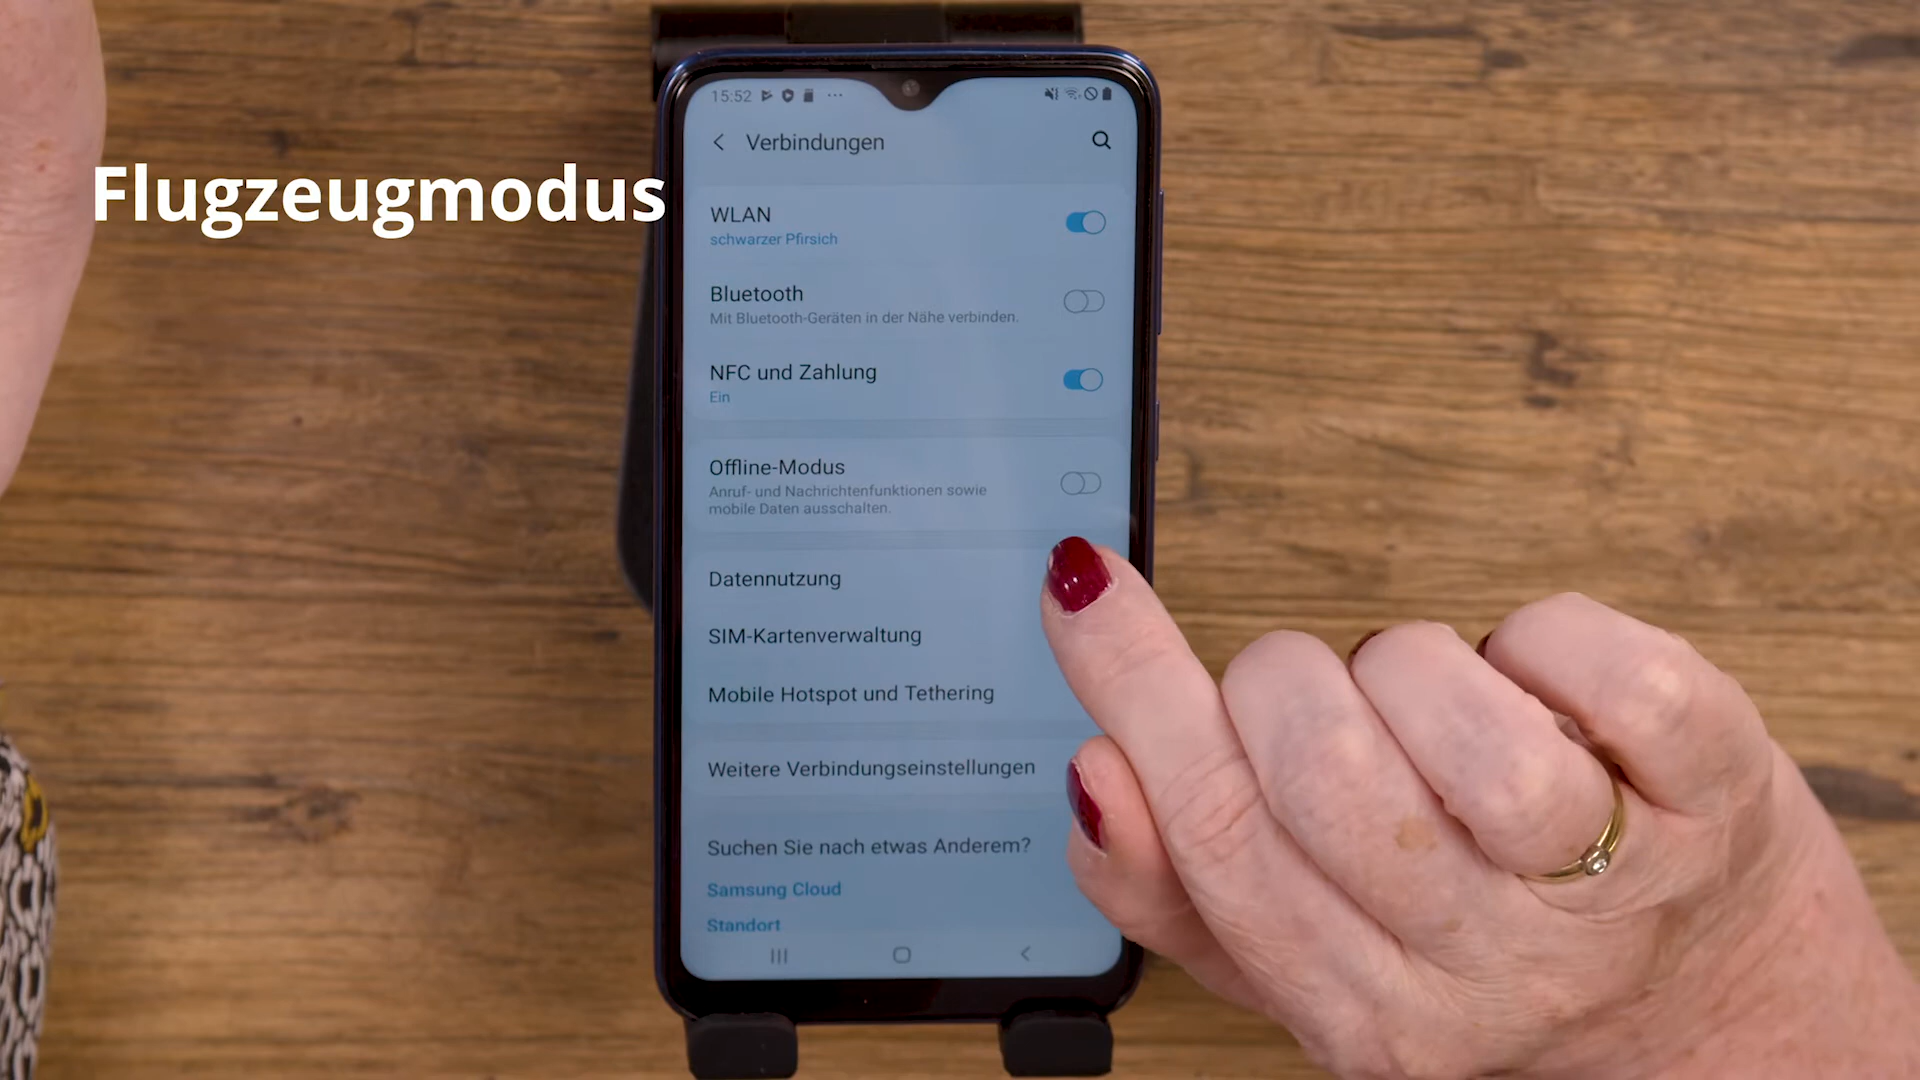 15:52
Verbindungen
Flugzeugmodus
WLAN
schwarzer Pfirsich
Bluetooth
Mit Bluetooth-Geräten in der Nähe verbinden.
NFC und Zahlung
Ein
Offline-Modus
Anruf- und Nachrichtenfunktionen sowie
mobile Daten ausschalten.
Datennutzung
SIM-Kartenverwaltung
Mobile Hotspot und Tethering
Weitere Verbindungseinstellungen
Suchen Sie nach etwas Anderem?
Samsung Cloud
Standort